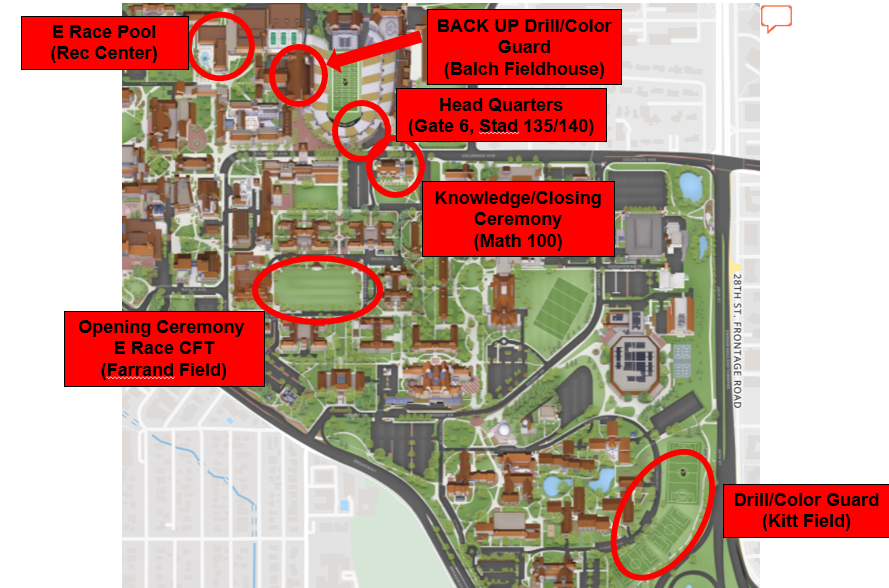 E Race Pool
(Rec Center)
BACK UP Drill/Color
Guard
(Balch Fieldhouse)
Head Quarters
(Gate 6, Stad 135/140)
Knowledge/Closing
Ceremony
(Math 100)
Opening Ceremony
E Race CFT
(Farrand Field)
28TH ST. FRONTAGE ROAD
Drill/Color Guard
(Kitt Field)